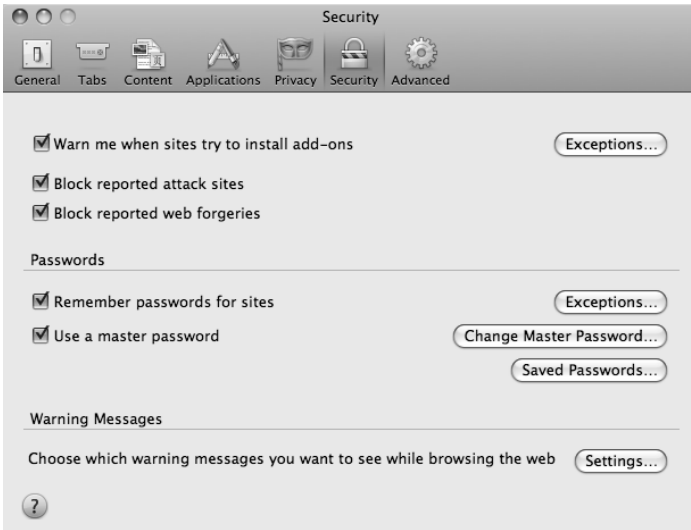 Security
General Tabs Content Applications Privacy Security Advanced
Warn me when sites try to install add-ons Exceptions...
Block reported attack sites
Block reported web forgeries
Passwords
Remember passwords for sites Exceptions...
Use a master password Change Master Password...
Saved Passwords...
Warning Messages
Choose which warning messages you want to see while browsing the web Settings...
?